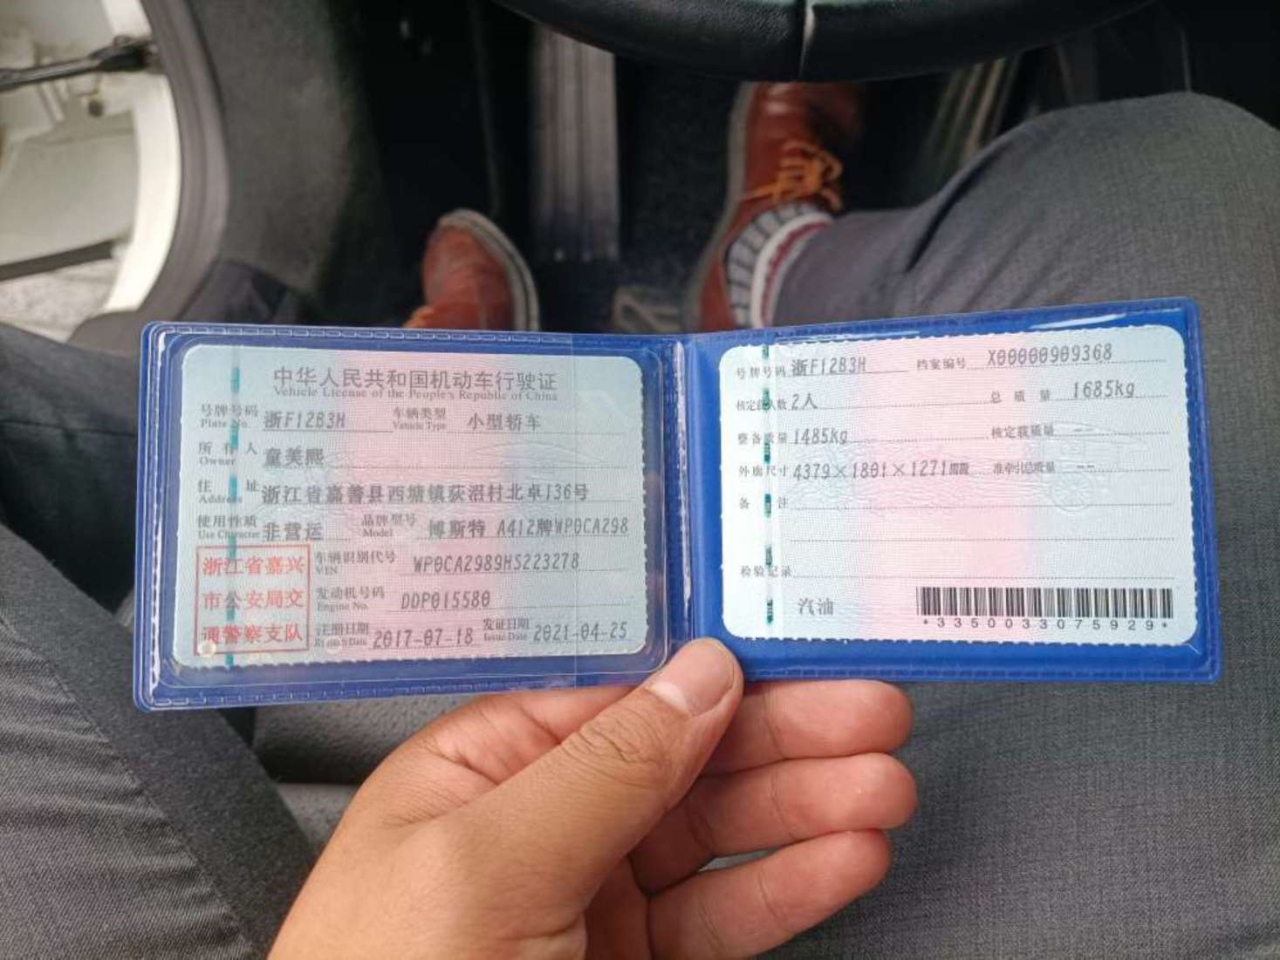 中华人民共和国机动车行驶证
Vehicle License of the People's Republic of China
号牌号码 浙F12B3H 车辆类型 小型轿车
Plate No. Vehicle Type
所有人 童美熙
Owner
住址 浙江省嘉善县西塘镇荻沼村北卓136号
Address
使用性质 非营运 品牌型号 博斯特 A412牌WP0CA298
Use Character Model
浙江省嘉兴
市公安局交
通警察支队
车辆识别代号 WP0CA2989HS223278
VIN
发动机号码 DDP015580
Engine No.
注册日期 2017-07-18 发证日期 2021-04-25
Register Date Issue Date
号牌号码 浙F12B3H 档案编号 X00000909368
核定载人数 2人 总质量 1685kg
整备质量 1485kg 核定载质量 --
外廓尺寸 4379×1801×1271mm 准牵引总质量 --
备注
检验记录
汽油
*3350033075929*